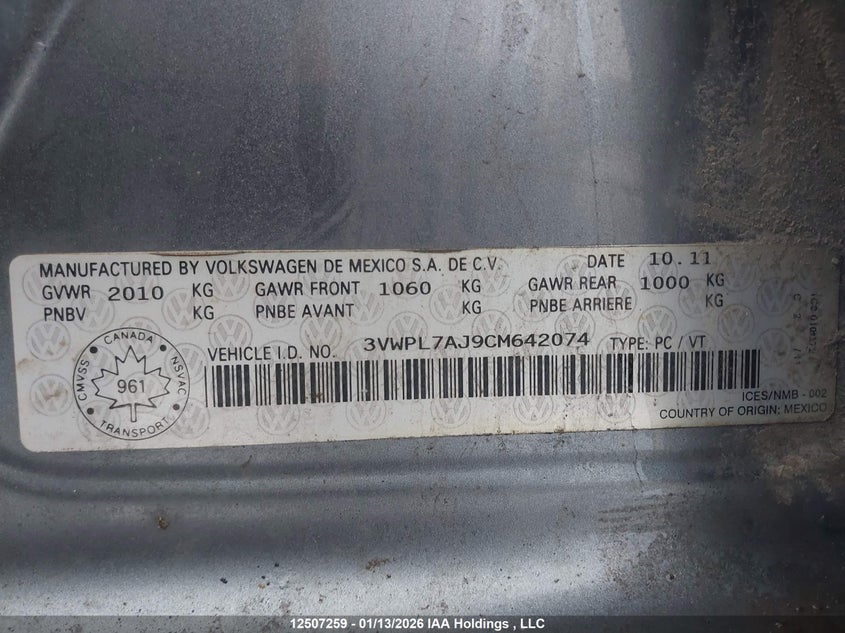 MANUFACTURED BY VOLKSWAGEN DE MEXICO S.A. DE C.V. DATE 10.11
GVWR 2010 KG GAWR FRONT 1060 KG GAWR REAR 1000 KG
PNBV KG PNBE AVANT KG PNBE ARRIERE KG
VEHICLE I.D. NO. 3VWPL7AJ9CM642074 TYPE: PC / VT
CANADA
CMVSS
NSVAC
961
TRANSPORT
ICES/NMB - 002
COUNTRY OF ORIGIN: MEXICO
12507259 - 01/13/2026 IAA Holdings , LLC